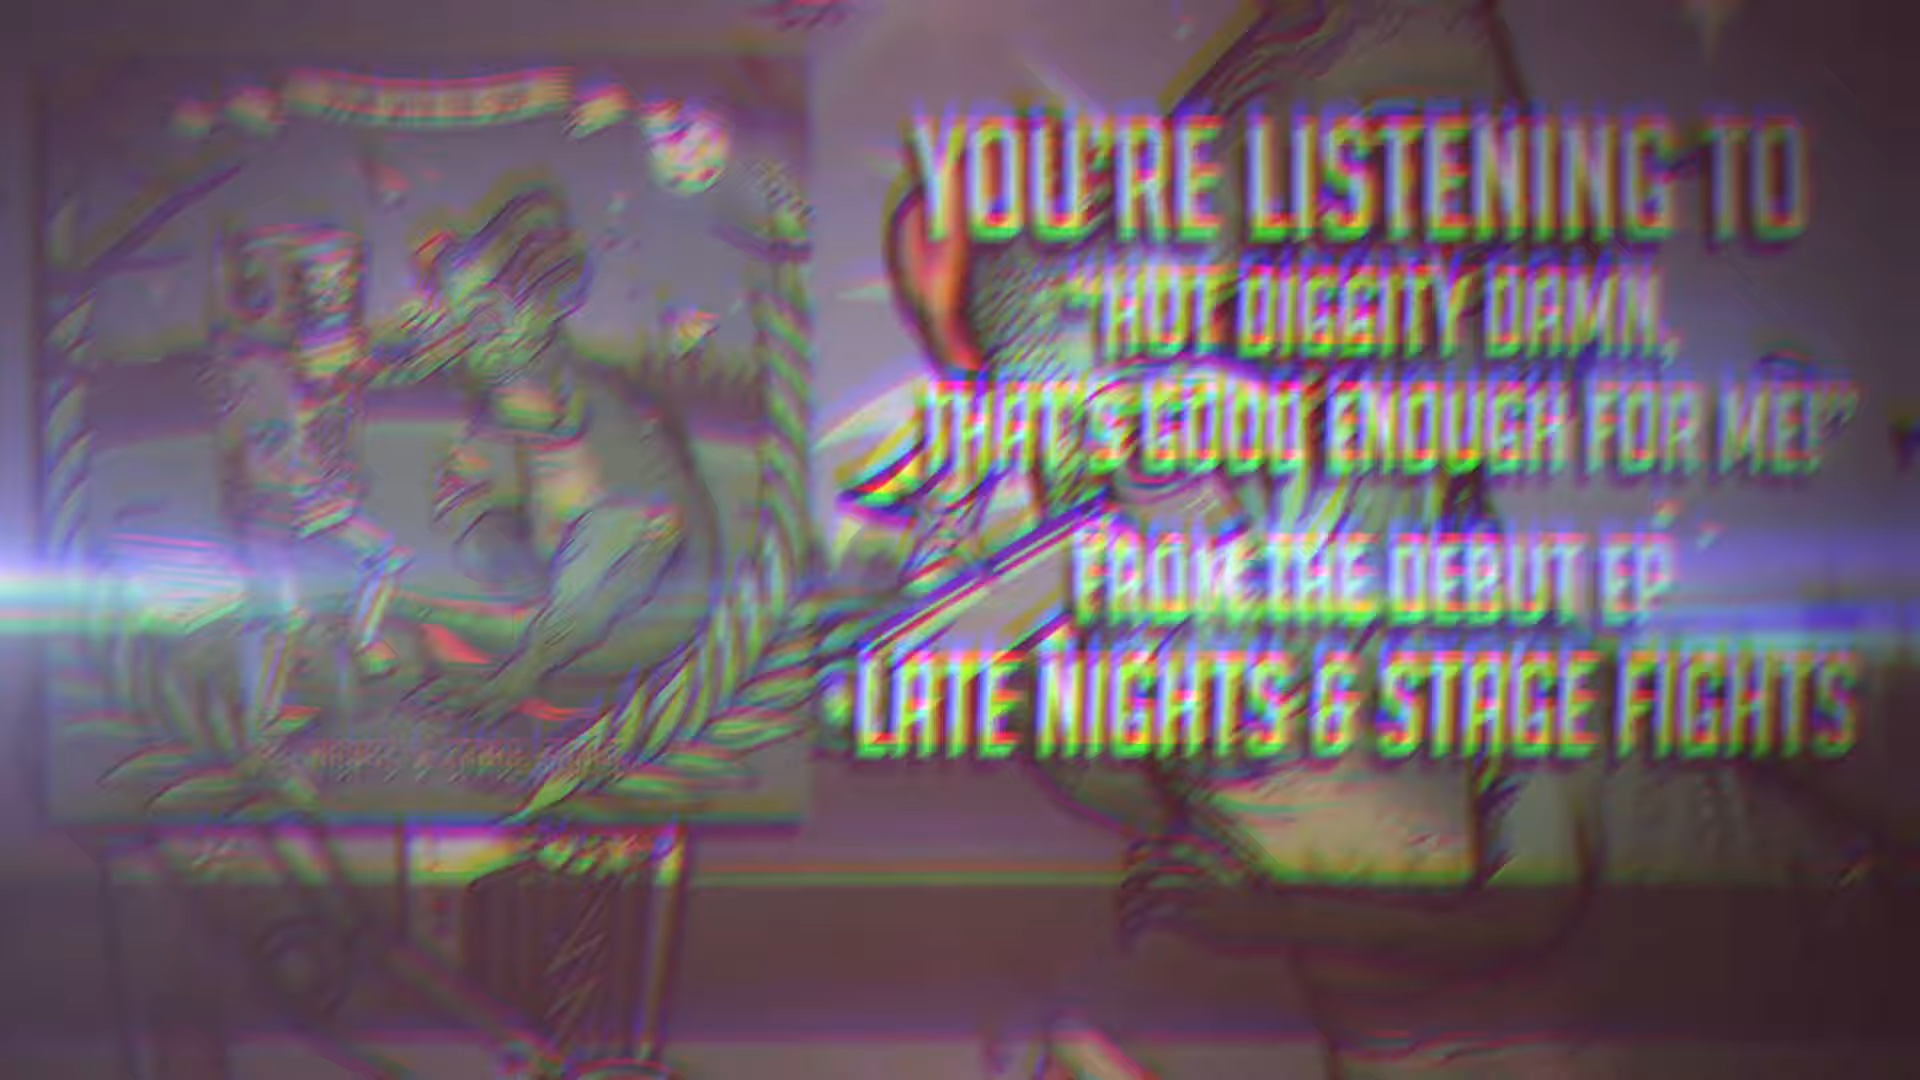 YOU'RE LISTENING TO
"HOT DIGGITY DAMN,
THAT'S GOOD ENOUGH FOR ME!"
FROM THE DEBUT EP
LATE NIGHTS & STAGE FIGHTS